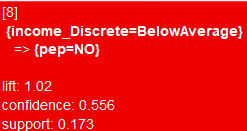 [8]
{income_Discrete=BelowAverage}
=> {pep=NO}
lift: 1.02
confidence: 0.556
support: 0.173